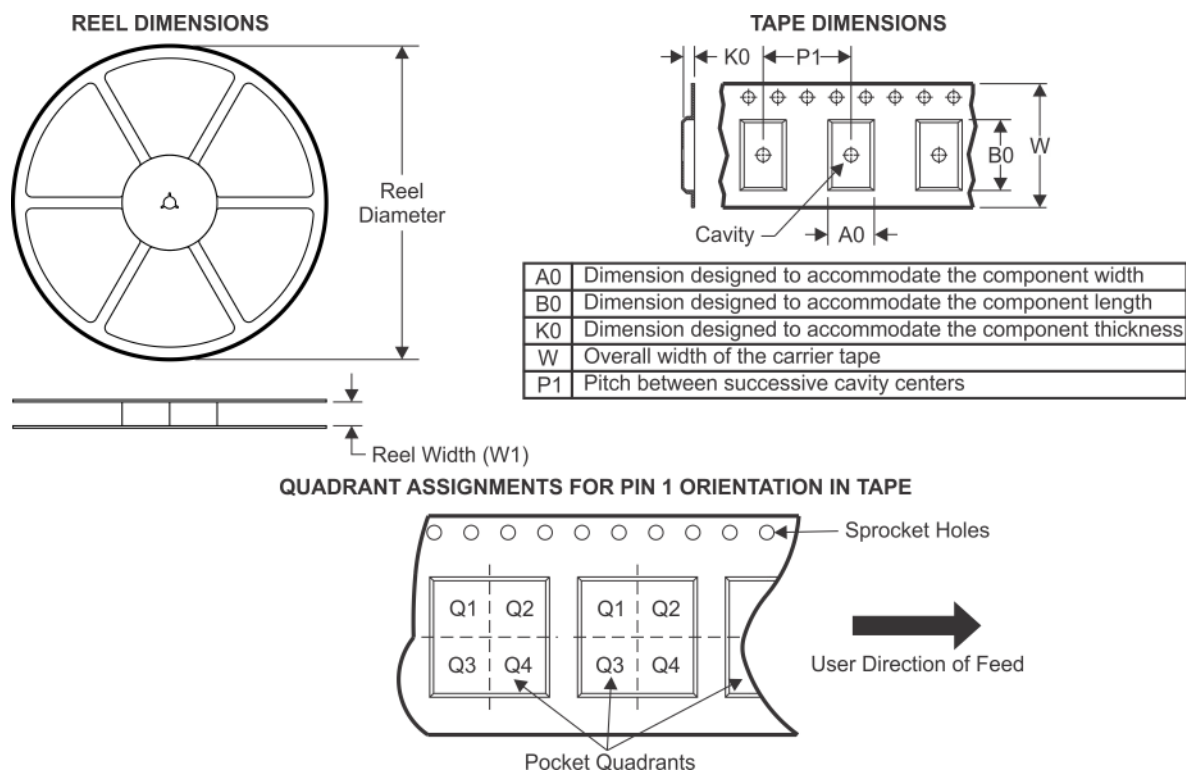 REEL DIMENSIONS
Reel
Diameter
Reel Width (W1)
TAPE DIMENSIONS
K0
P1
B0
W
Cavity
A0
A0 Dimension designed to accommodate the component width
B0 Dimension designed to accommodate the component length
K0 Dimension designed to accommodate the component thickness
W Overall width of the carrier tape
P1 Pitch between successive cavity centers
QUADRANT ASSIGNMENTS FOR PIN 1 ORIENTATION IN TAPE
Sprocket Holes
Q1 Q2 Q1 Q2
Q3 Q4 Q3 Q4
User Direction of Feed
Pocket Quadrants